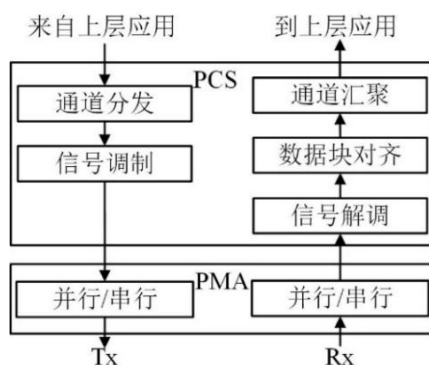 来自上层应用
到上层应用
PCS
通道分发
通道汇聚
信号调制
数据块对齐
信号解调
PMA
并行/串行
并行/串行
Tx
Rx